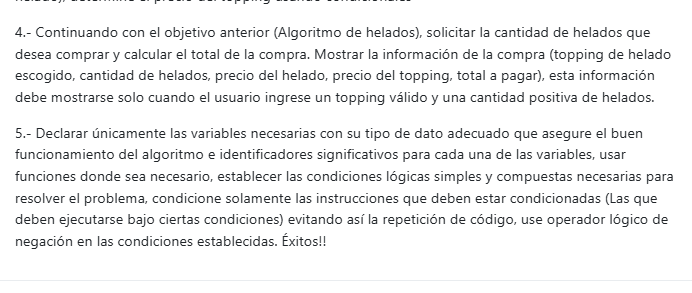 4.- Continuando con el objetivo anterior (Algoritmo de helados), solicitar la cantidad de helados que
desea comprar y calcular el total de la compra. Mostrar la información de la compra (topping de helado
escogido, cantidad de helados, precio del helado, precio del topping, total a pagar), esta información
debe mostrarse solo cuando el usuario ingrese un topping válido y una cantidad positiva de helados.
5.- Declarar únicamente las variables necesarias con su tipo de dato adecuado que asegure el buen
funcionamiento del algoritmo e identificadores significativos para cada una de las variables, usar
funciones donde sea necesario, establecer las condiciones lógicas simples y compuestas necesarias para
resolver el problema, condicione solamente las instrucciones que deben estar condicionadas (Las que
deben ejecutarse bajo ciertas condiciones) evitando así la repetición de código, use operador lógico de
negación en las condiciones establecidas. Éxitos!!